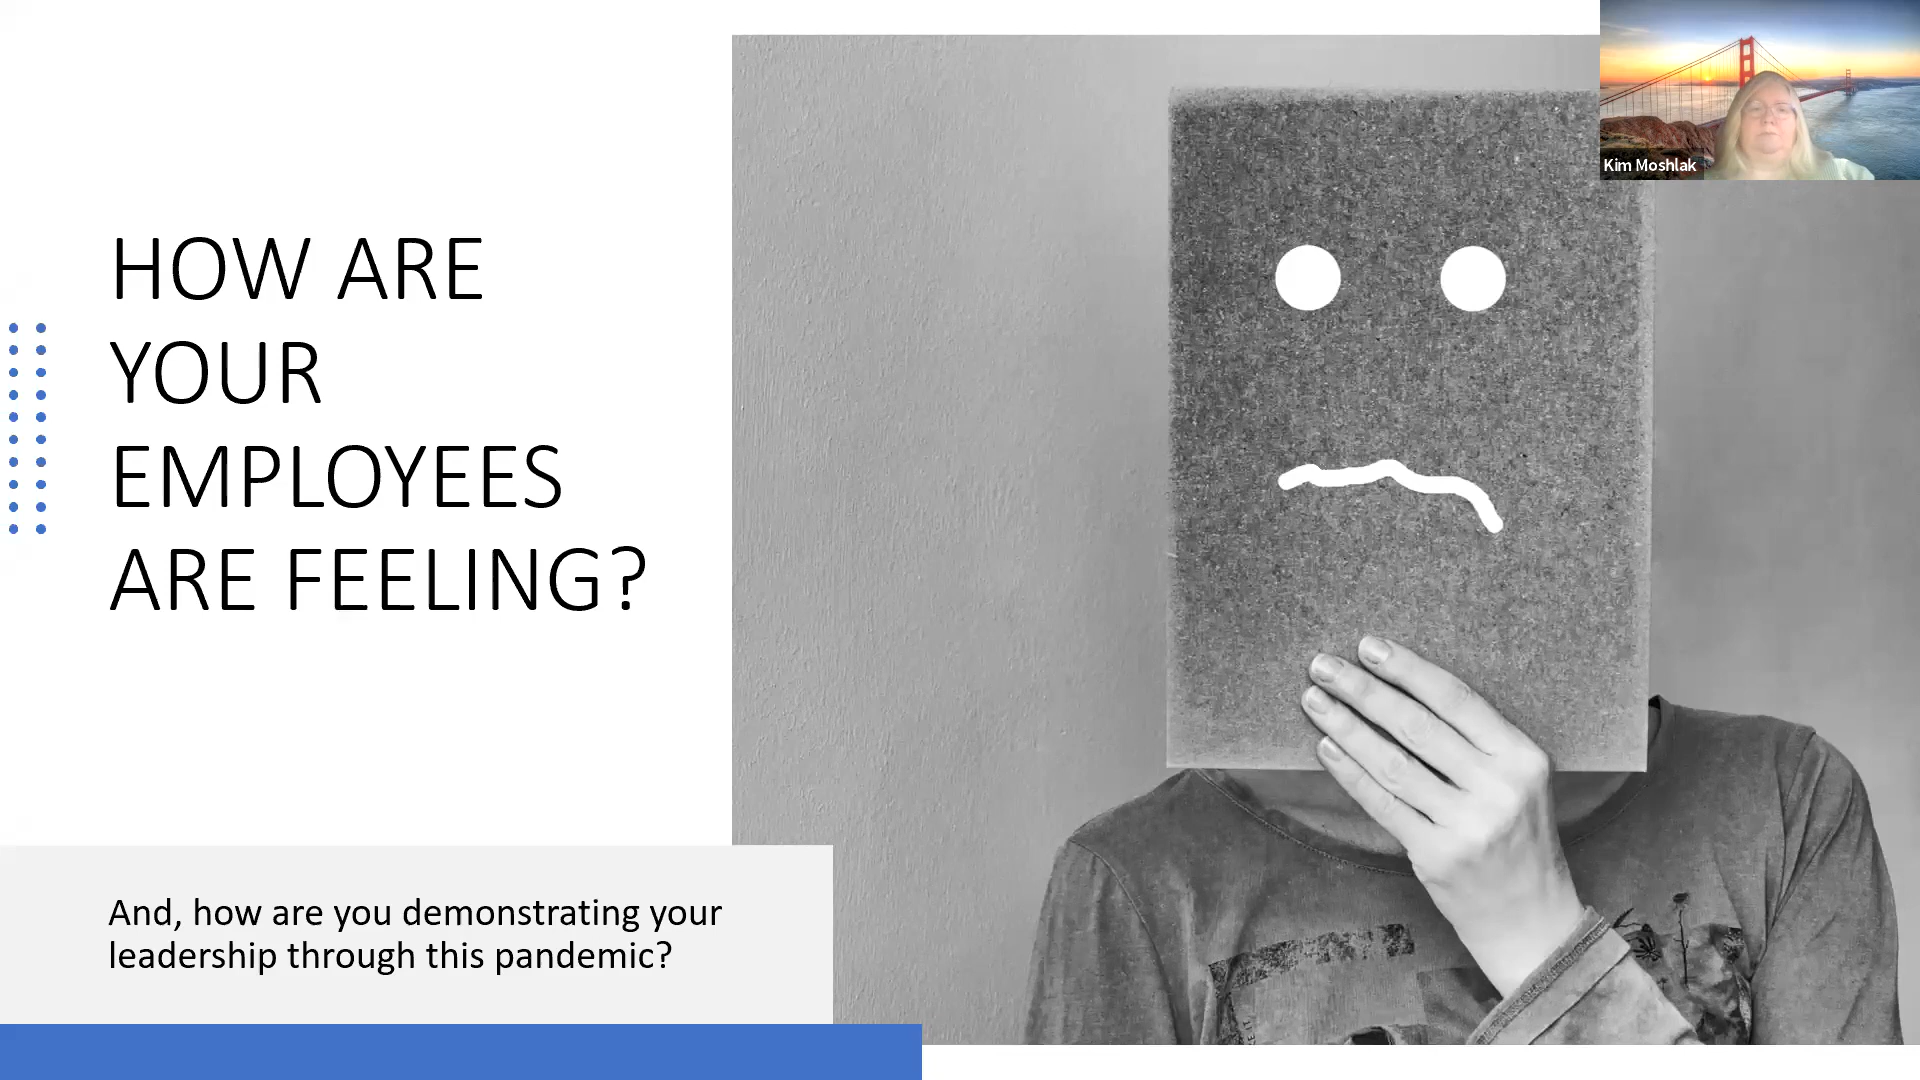 HOW ARE
YOUR
EMPLOYEES
ARE FEELING?
And, how are you demonstrating your
leadership through this pandemic?
Kim Moshlak